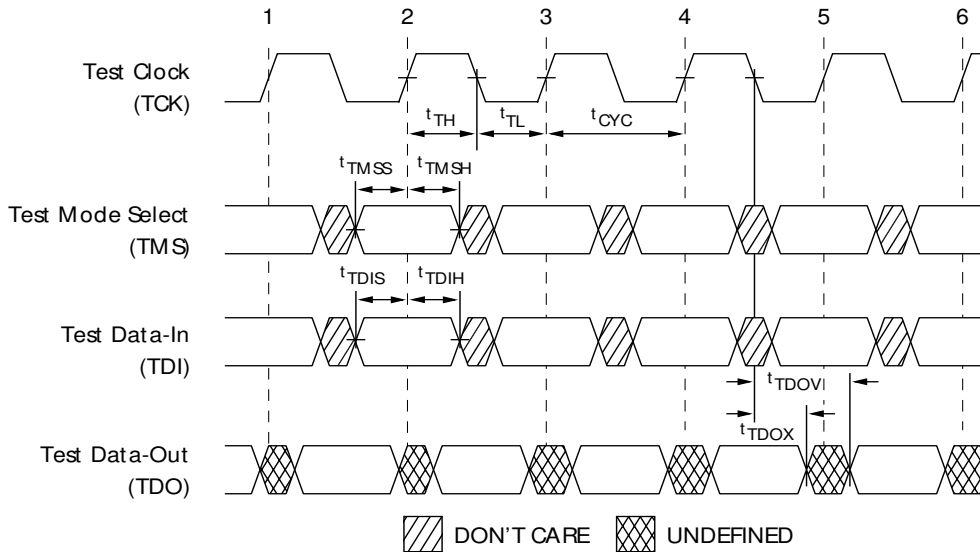 1 2 3 4 5 6
Test Clock
(TCK)
tTH tTL tCYC
tTMSS tTMSH
Test Mode Select
(TMS)
tTDIS tTDIH
Test Data-In
(TDI)
tTDOV
tTDOX
Test Data-Out
(TDO)
DON'T CARE UNDEFINED